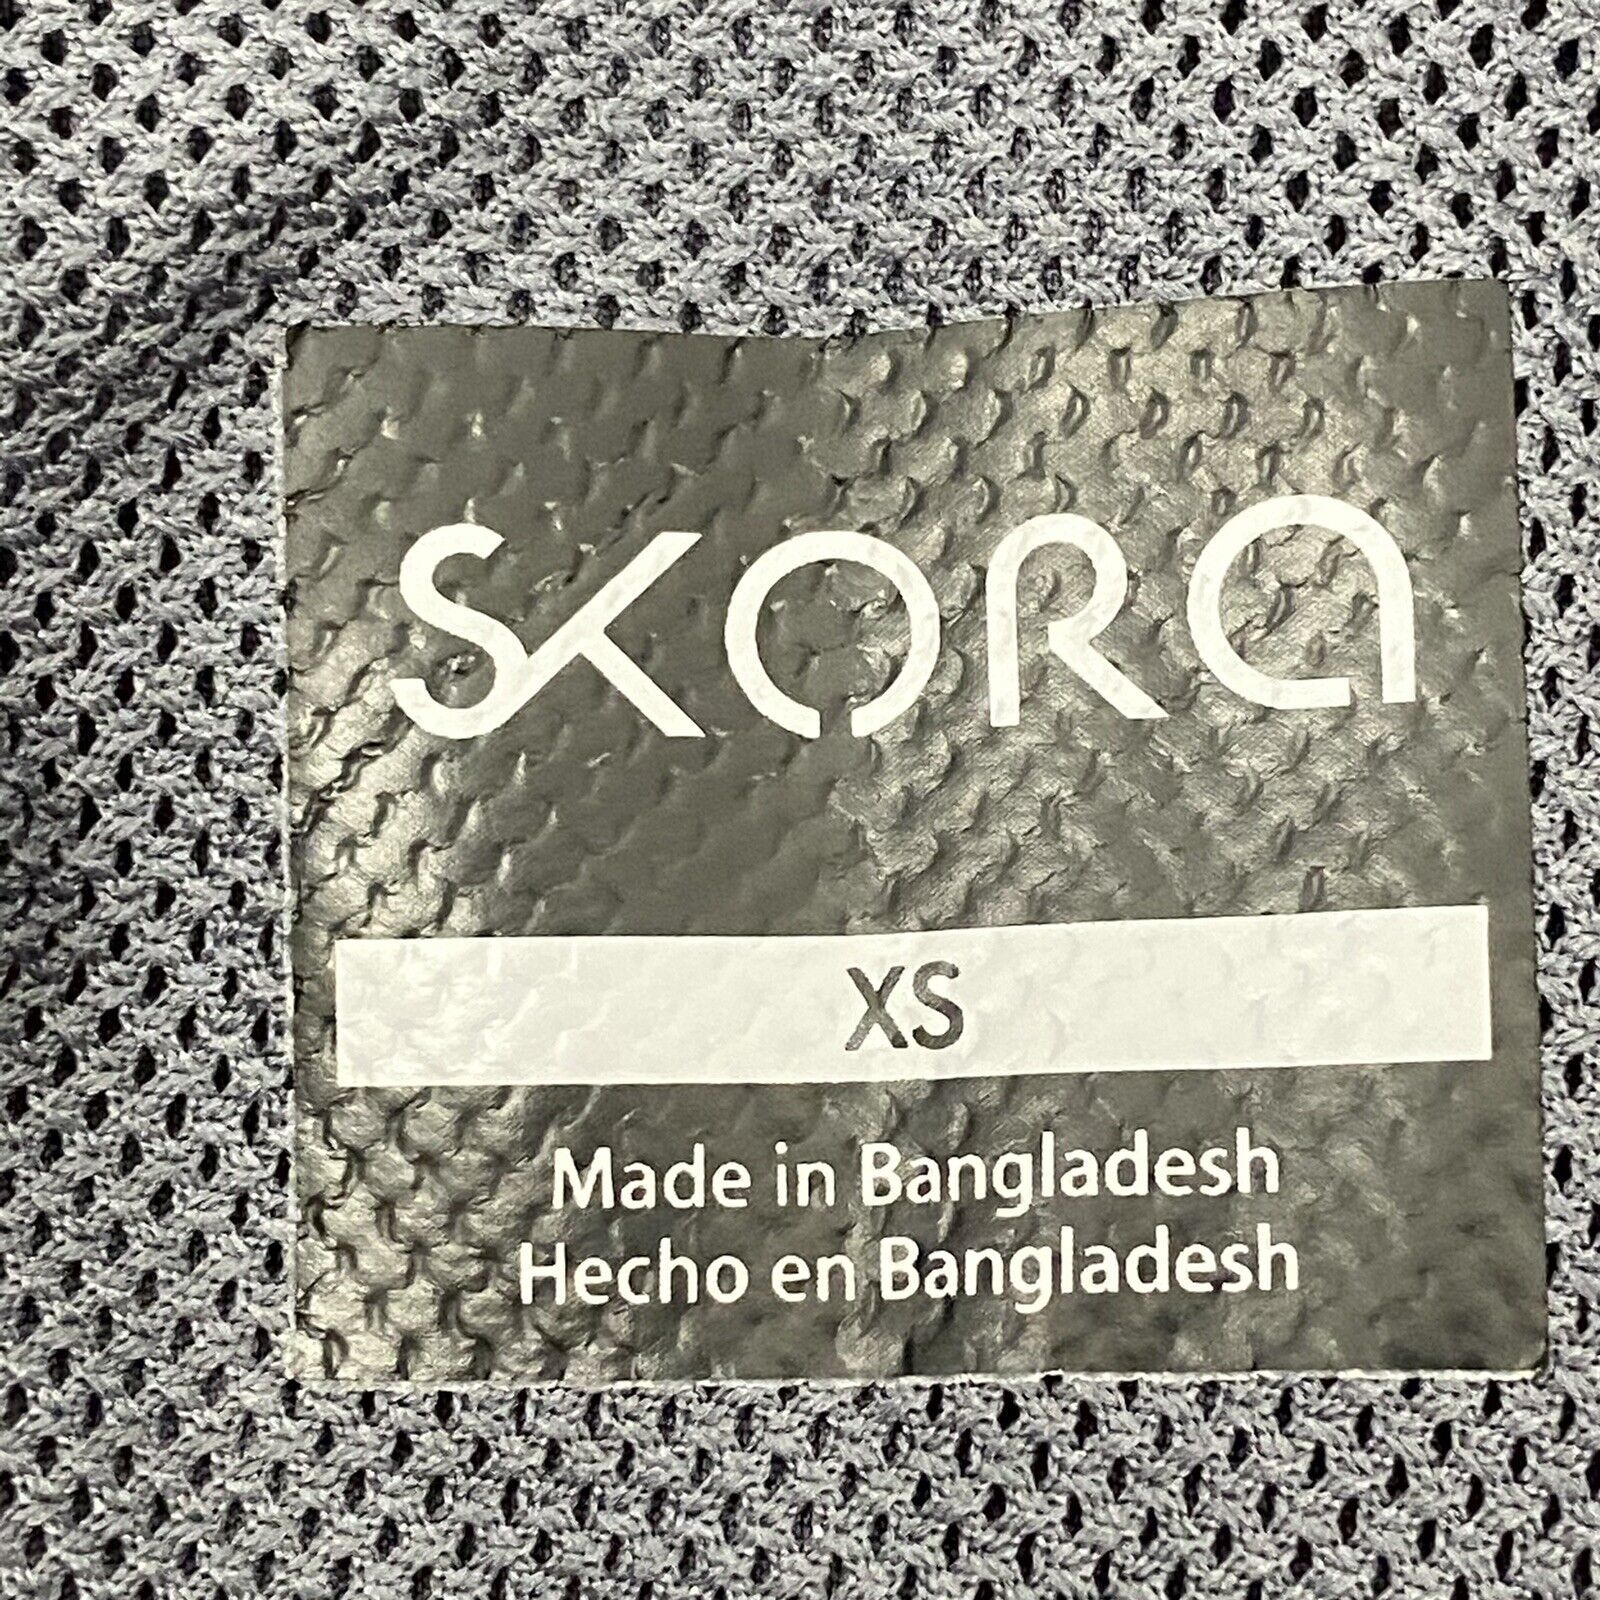 SKORA
XS
Made in Bangladesh
Hecho en Bangladesh